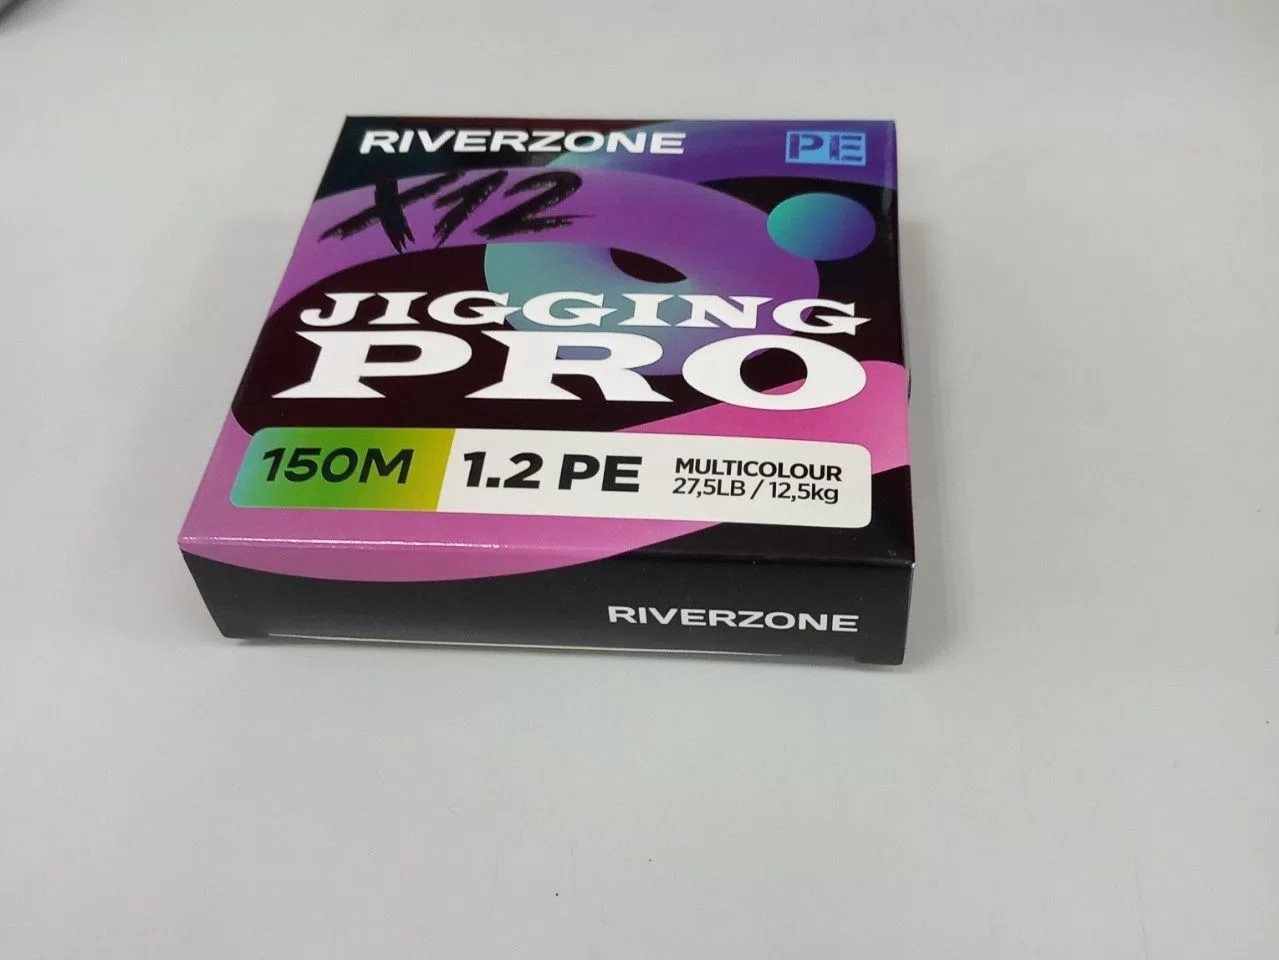 RIVERZONE
PE
X12
JIGGING
PRO
150M
1.2 PE
MULTICOLOUR
27,5LB / 12,5kg
RIVERZONE